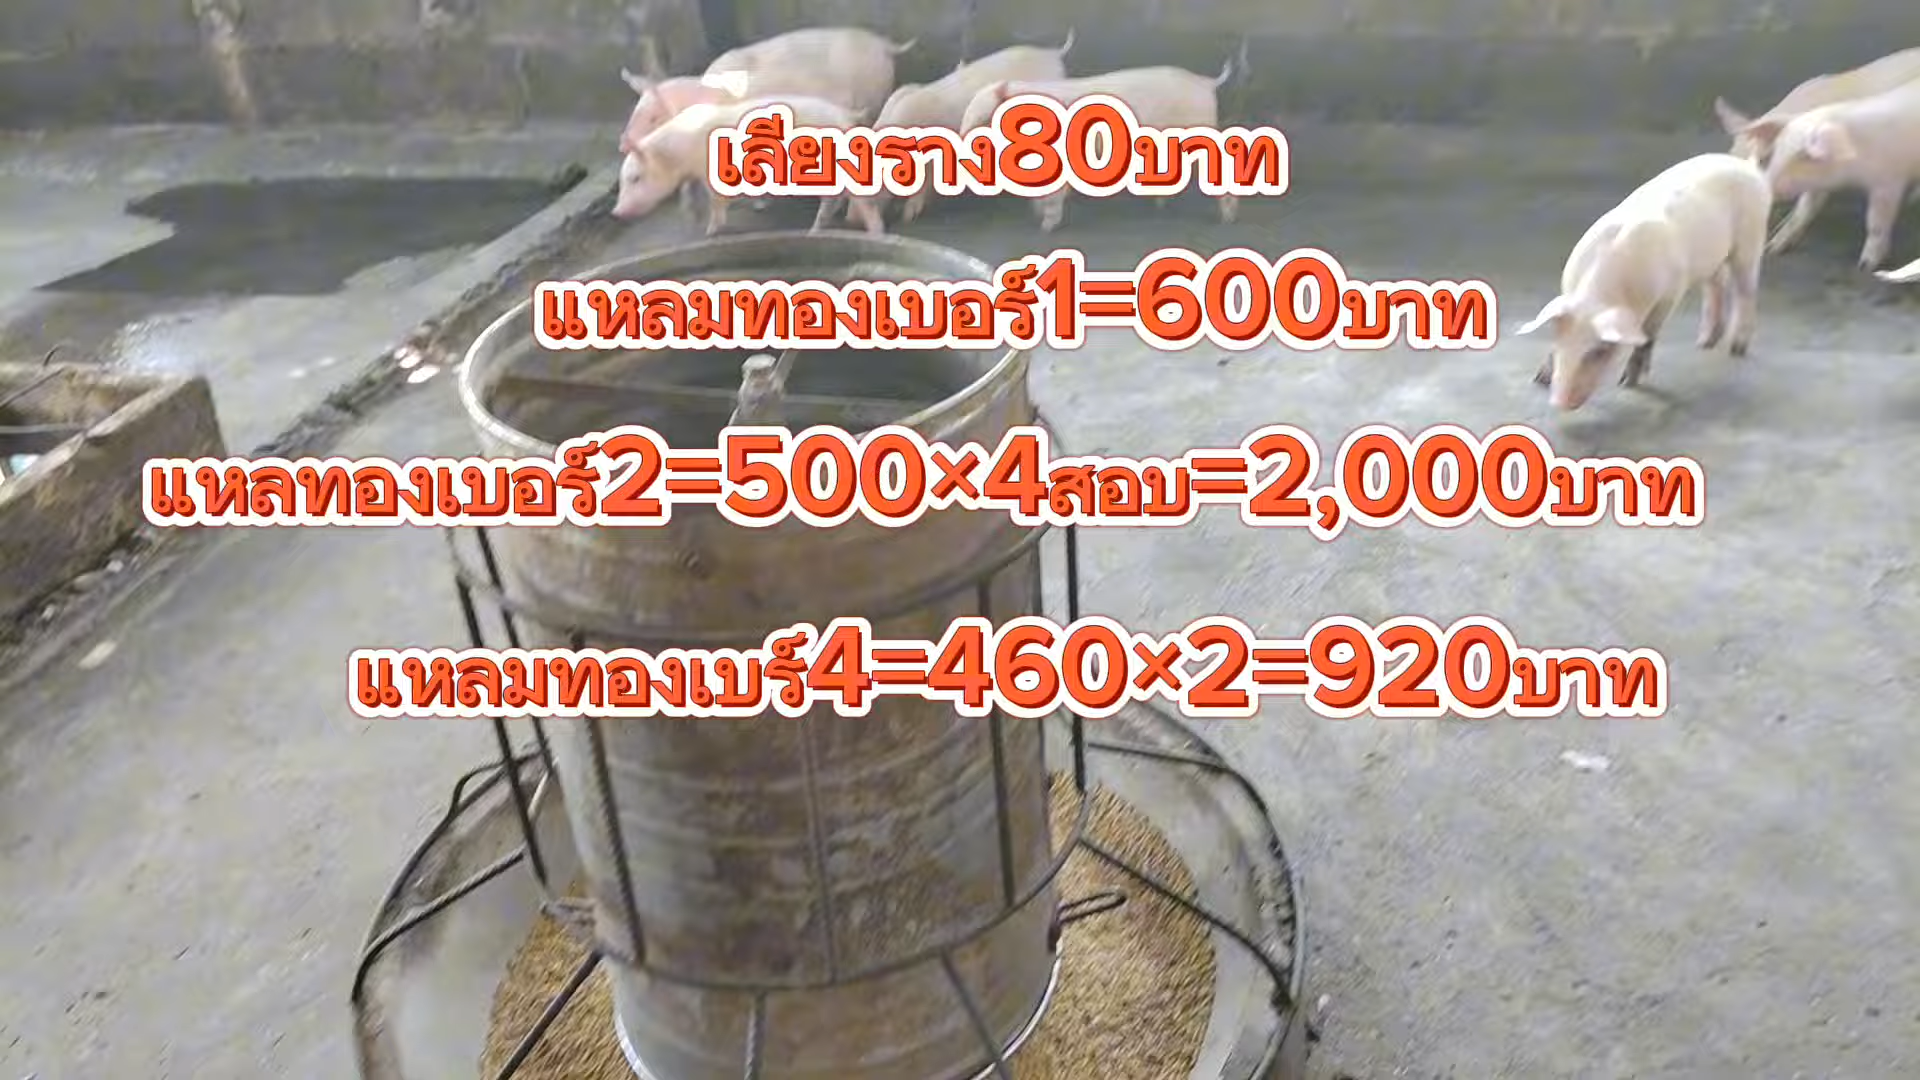 เลียงราง80บาท
แหลมทองเบอร์1=600บาท
แหลทองเบอร์2=500×4สอบ=2,000บาท
แหลมทองเบร์4=460×2=920บาท